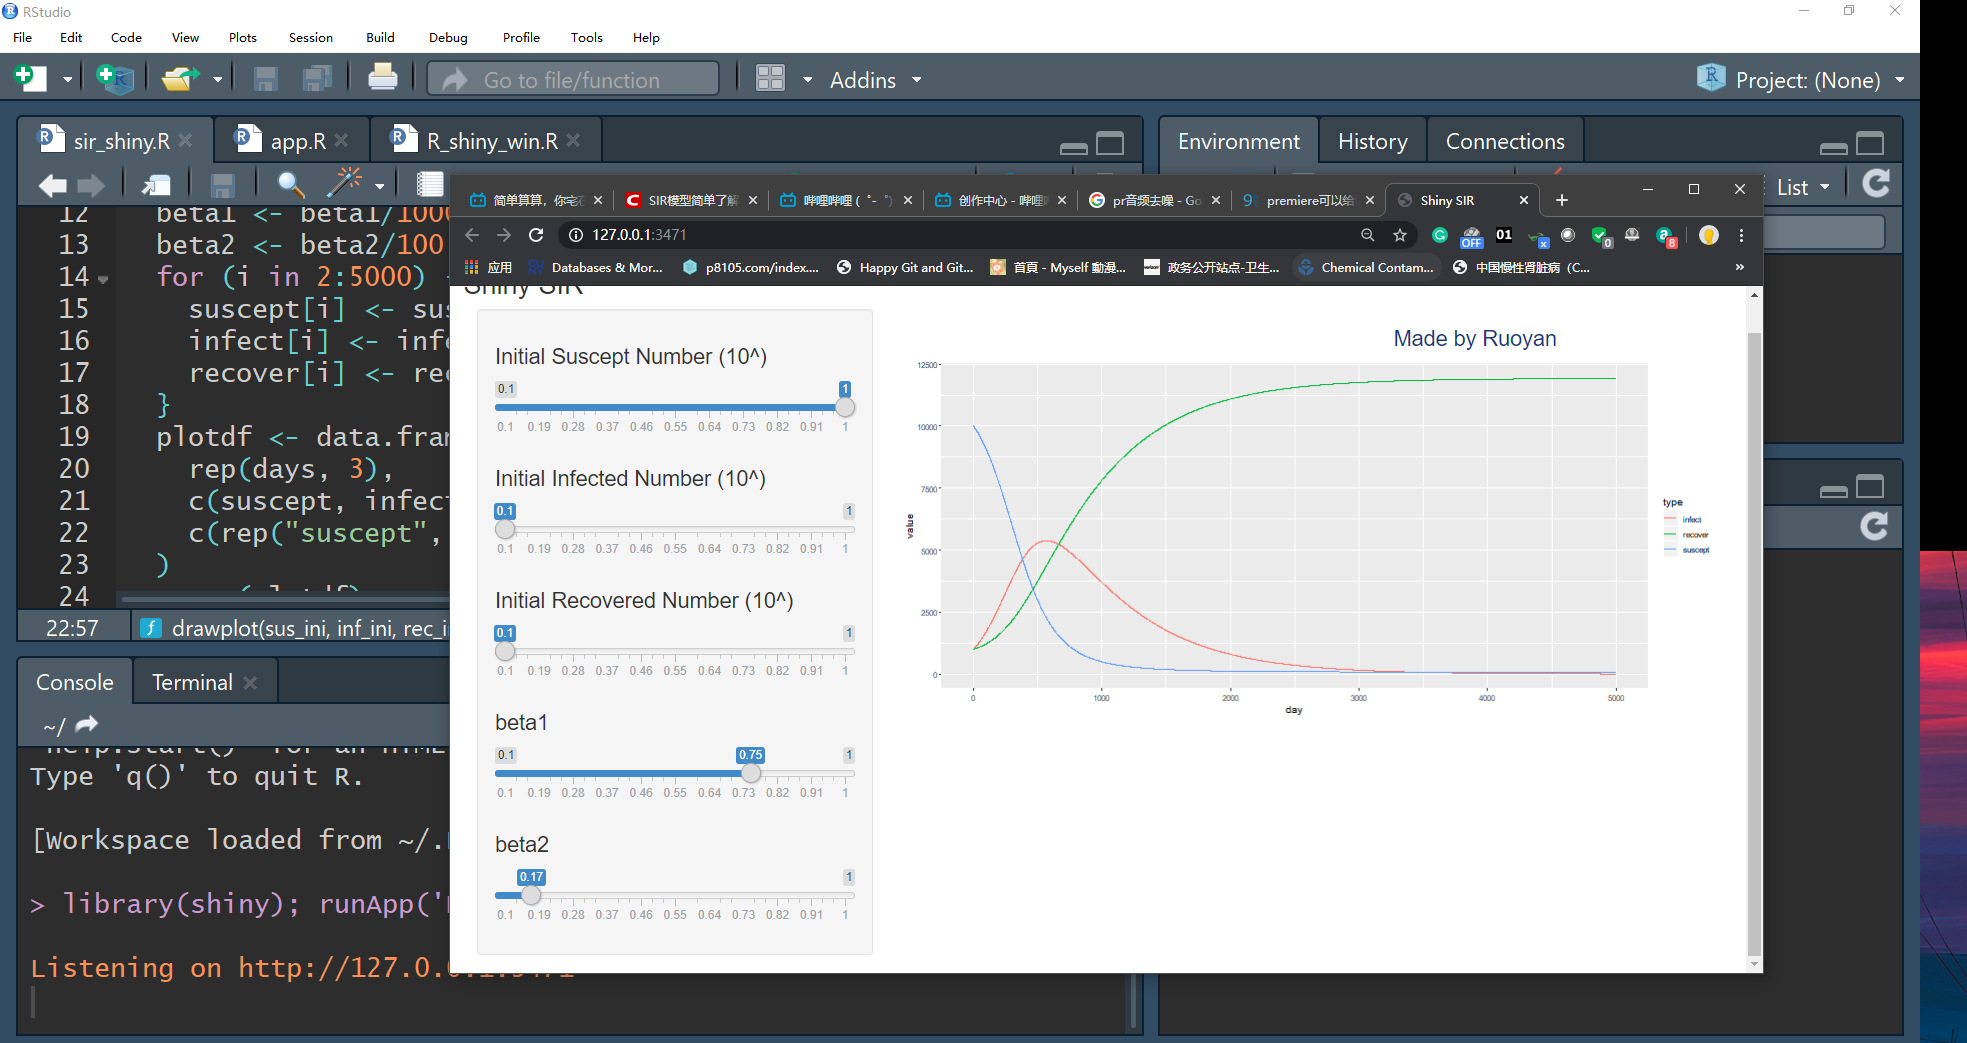 RStudio
File Edit Code View Plots Session Build Debug Profile Tools Help
Go to file/function
Addins
Project: (None)
sir_shiny.R
app.R
R_shiny_win.R
12 beta1 <- beta1/1000
13 beta2 <- beta2/100
14 for (i in 2:5000)
15 suscept[i] <- sus
16 infect[i] <- infe
17 recover[i] <- rec
18 }
19 plotdf <- data.fram
20 rep(days, 3),
21 c(suscept, infect
22 c(rep("suscept",
23 )
24
22:57
drawplot(sus_ini, inf_ini, rec_i
Console
Terminal
~/
Type 'q()' to quit R.
[Workspace loaded from ~/.
> library(shiny); runApp('
Listening on http://127.0.0.1:3471
Environment
History
Connections
List
简单算算，你宅在
SIR模型简单了解
哔哩哔哩 ( ゜- ゜)
创作中心 - 哔哩哔
pr音频去噪 - Go
premiere可以给
Shiny SIR
127.0.0.1:3471
OFF
01
x
0
8
应用
Databases & Mor...
p8105.com/index....
Happy Git and Git...
首頁 - Myself 動漫...
政务公开站点-卫生...
Chemical Contam...
中国慢性肾脏病（C...
»
Shiny SIR
Initial Suscept Number (10^)
0.1 1
0.1 0.19 0.28 0.37 0.46 0.55 0.64 0.73 0.82 0.91 1
Initial Infected Number (10^)
0.1 1
0.1 0.19 0.28 0.37 0.46 0.55 0.64 0.73 0.82 0.91 1
Initial Recovered Number (10^)
0.1 1
0.1 0.19 0.28 0.37 0.46 0.55 0.64 0.73 0.82 0.91 1
beta1
0.1 0.75 1
0.1 0.19 0.28 0.37 0.46 0.55 0.64 0.73 0.82 0.91 1
beta2
0.17 1
0.1 0.19 0.28 0.37 0.46 0.55 0.64 0.73 0.82 0.91 1
Made by Ruoyan
12500
10000
7500
5000
2500
0
value
0 1000 2000 3000 4000 5000
day
type
infect
recover
suscept